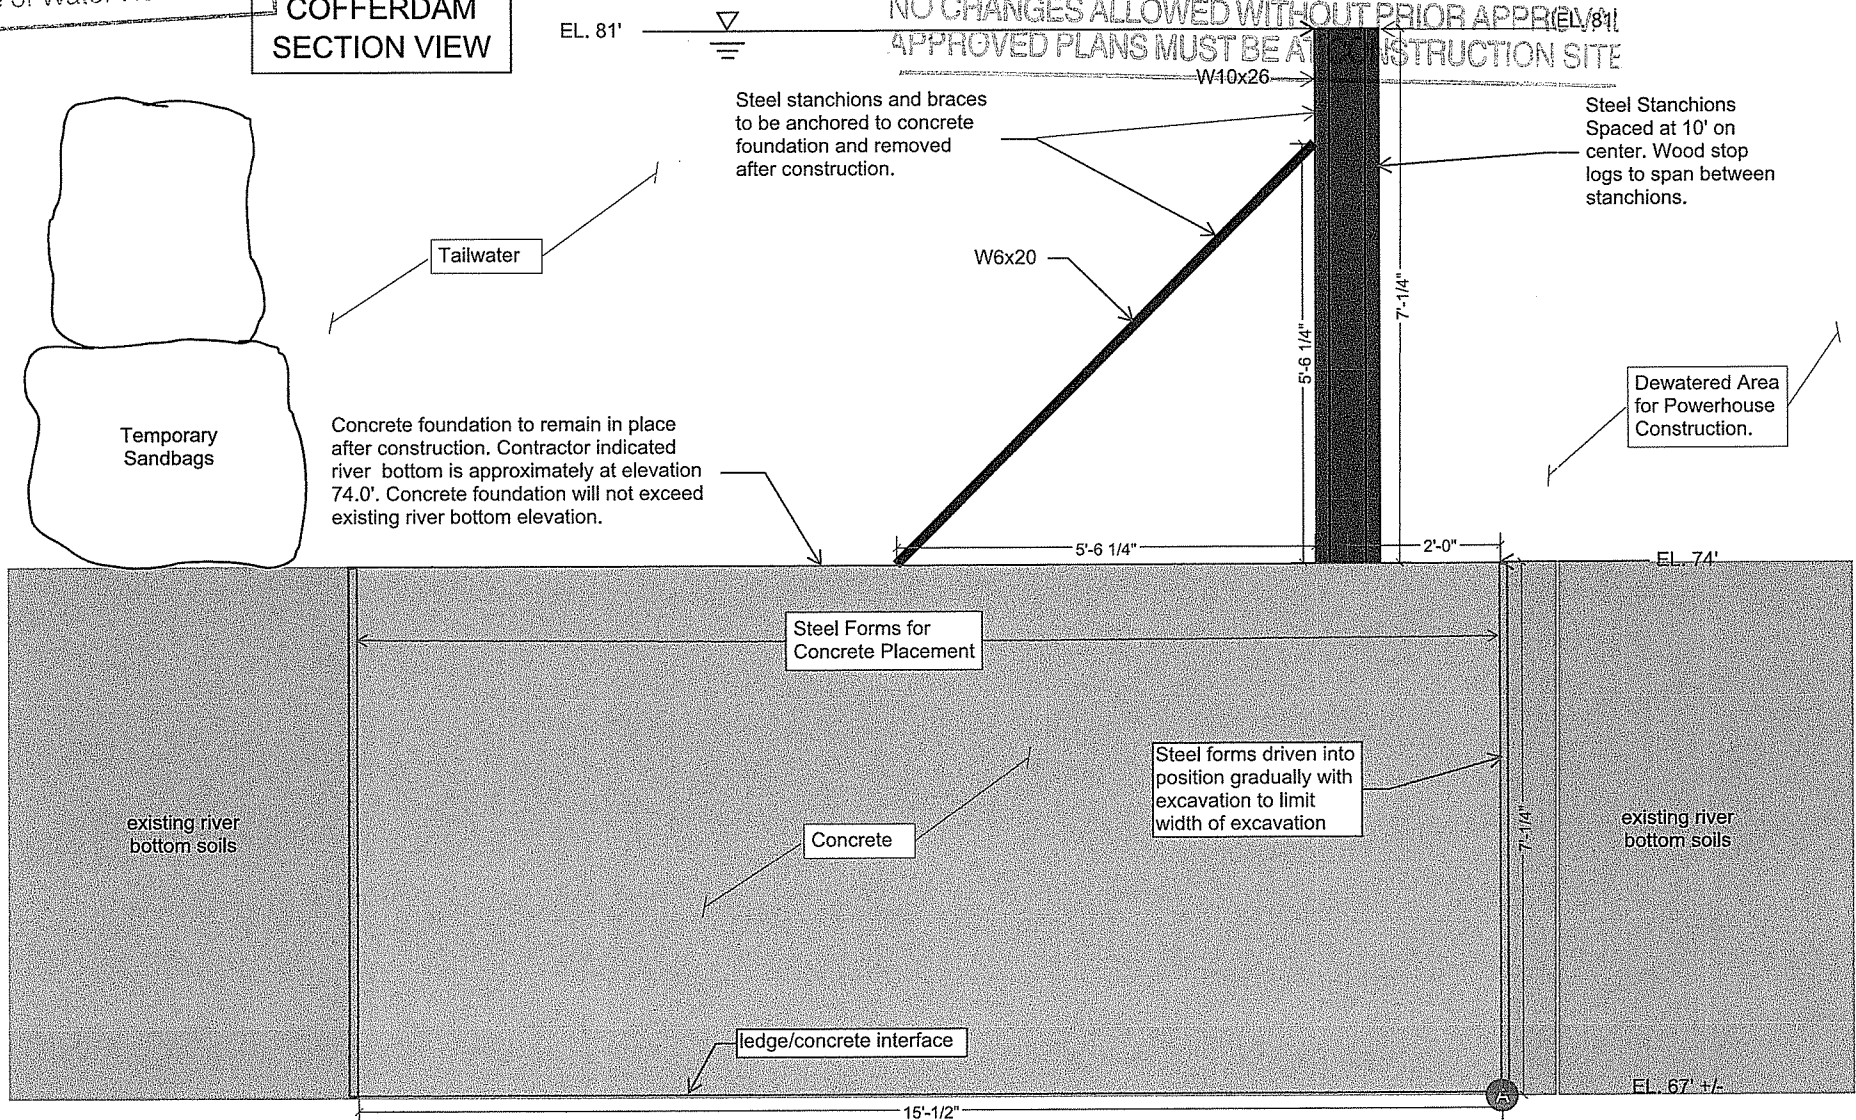 of Water
COFFERDAM
SECTION VIEW
EL. 81'
NO CHANGES ALLOWED WITHOUT PRIOR APPROVAL
APPROVED PLANS MUST BE AT CONSTRUCTION SITE
(EL. 81'
W10x26
Steel stanchions and braces
to be anchored to concrete
foundation and removed
after construction.
Steel Stanchions
Spaced at 10' on
center. Wood stop
logs to span between
stanchions.
Tailwater
W6x20
7'-1/4"
5'-6 1/4"
Dewatered Area
for Powerhouse
Construction.
Temporary
Sandbags
Concrete foundation to remain in place
after construction. Contractor indicated
river bottom is approximately at elevation
74.0'. Concrete foundation will not exceed
existing river bottom elevation.
5'-6 1/4"
2'-0"
EL. 74'
Steel Forms for
Concrete Placement
Steel forms driven into
position gradually with
excavation to limit
width of excavation
existing river
bottom soils
Concrete
7'-1/4"
existing river
bottom soils
ledge/concrete interface
EL. 67' +/-
A
15'-1/2"